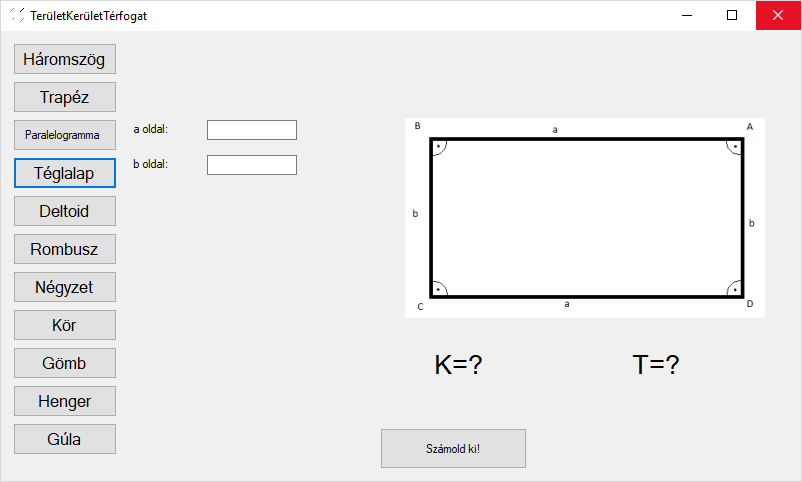 TerületKerületTérfogat
Háromszög
Trapéz
Paralelogramma
Téglalap
Deltoid
Rombusz
Négyzet
Kör
Gömb
Henger
Gúla
a oldal:
b oldal:
B
a
A
b
b
C
a
D
K=?
T=?
Számold ki!